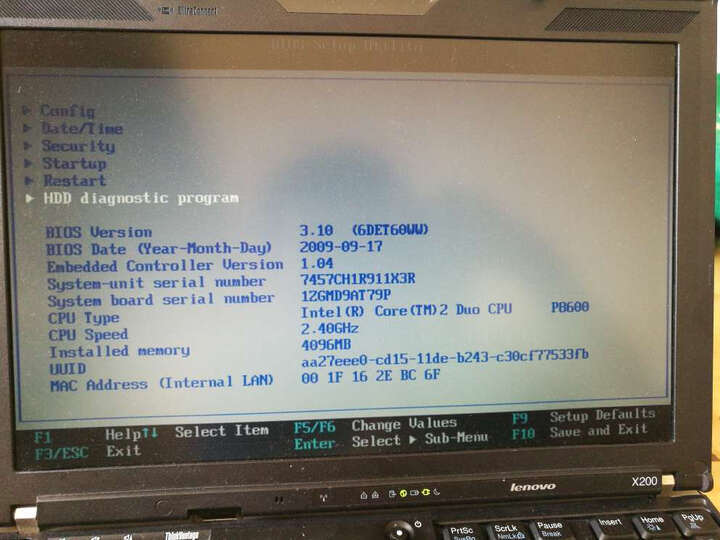 UltraConnect
BIOS Setup Utility
Config
Date/Time
Security
Startup
Restart
HDD diagnostic program
BIOS Version 3.10 (6DET60WW)
BIOS Date (Year-Month-Day) 2009-09-17
Embedded Controller Version 1.04
System-unit serial number 7457CH1R911X3R
System board serial number 1ZGMD9AT79P
CPU Type Intel(R) Core(TM)2 Duo CPU P8600
CPU Speed 2.40GHz
Installed memory 4096MB
UUID aa27eee0-cd15-11de-b243-c30cf77533fb
MAC Address (Internal LAN) 00 1F 16 2E BC 6F
F1 Help ↑↓ Select Item F5/F6 Change Values F9 Setup Defaults
F3/ESC Exit Enter Select ▸ Sub-Menu F10 Save and Exit
lenovo X200
ThinkVantage
PrtSc
SysRq
ScrLk
NmLk
Pause
Break
Insert
Home
PgUp